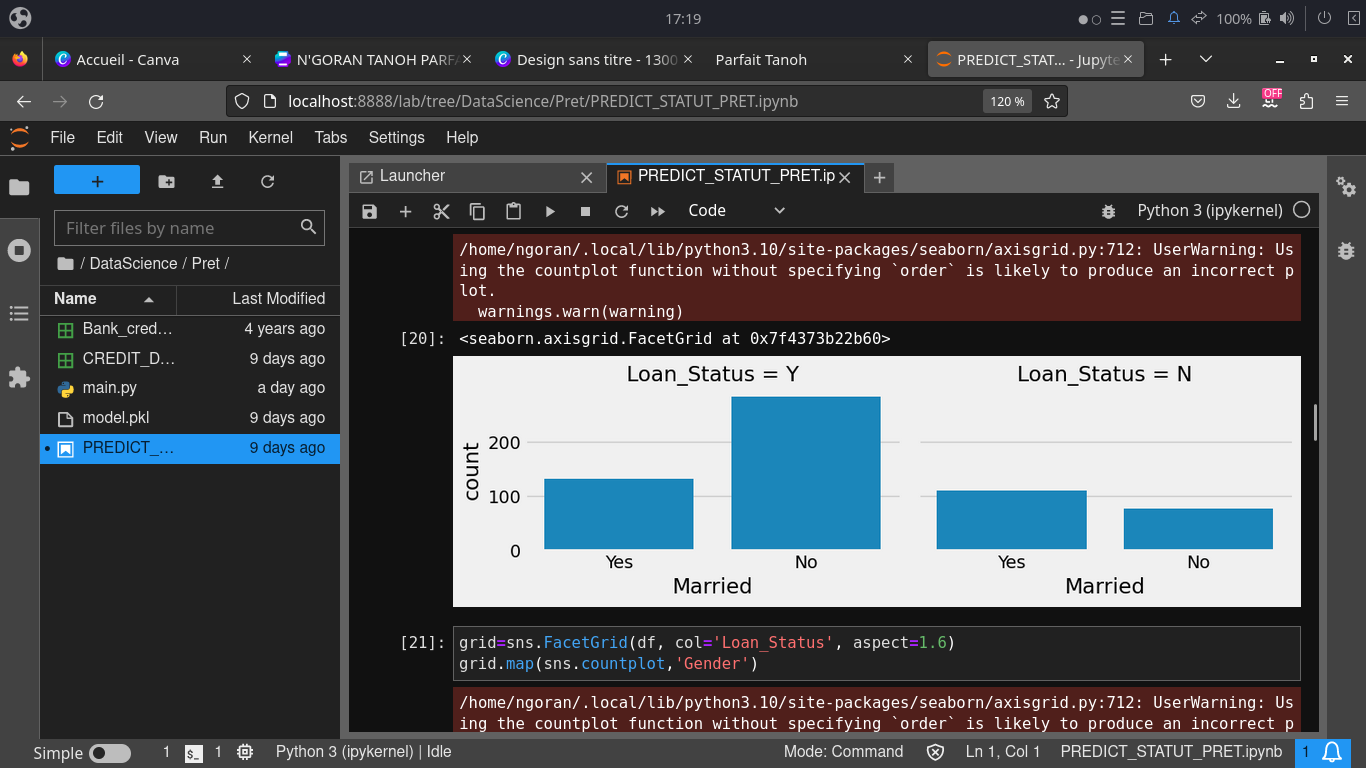 17:19
100%
Accueil - Canva
N'GORAN TANOH PARFA
Design sans titre - 1300
Parfait Tanoh
PREDICT_STAT... - Jupyte
localhost:8888/lab/tree/DataScience/Pret/PREDICT_STATUT_PRET.ipynb
120 %
OFF
File Edit View Run Kernel Tabs Settings Help
Filter files by name
/ DataScience / Pret /
Name Last Modified
Bank_cred... 4 years ago
CREDIT_D... 9 days ago
main.py a day ago
model.pkl 9 days ago
PREDICT_... 9 days ago
Launcher
PREDICT_STATUT_PRET.ip
Code
Python 3 (ipykernel)
/home/ngoran/.local/lib/python3.10/site-packages/seaborn/axisgrid.py:712: UserWarning: Us
ing the countplot function without specifying `order` is likely to produce an incorrect p
lot.
warnings.warn(warning)
[20]: <seaborn.axisgrid.FacetGrid at 0x7f4373b22b60>
Loan_Status = Y
Loan_Status = N
count
200
100
0
Yes No
Married
Yes No
Married
[21]: grid=sns.FacetGrid(df, col='Loan_Status', aspect=1.6)
grid.map(sns.countplot,'Gender')
/home/ngoran/.local/lib/python3.10/site-packages/seaborn/axisgrid.py:712: UserWarning: Us
ing the countplot function without specifying `order` is likely to produce an incorrect p
Simple 1 $_ 1 Python 3 (ipykernel) | Idle
Mode: Command Ln 1, Col 1 PREDICT_STATUT_PRET.ipynb 1